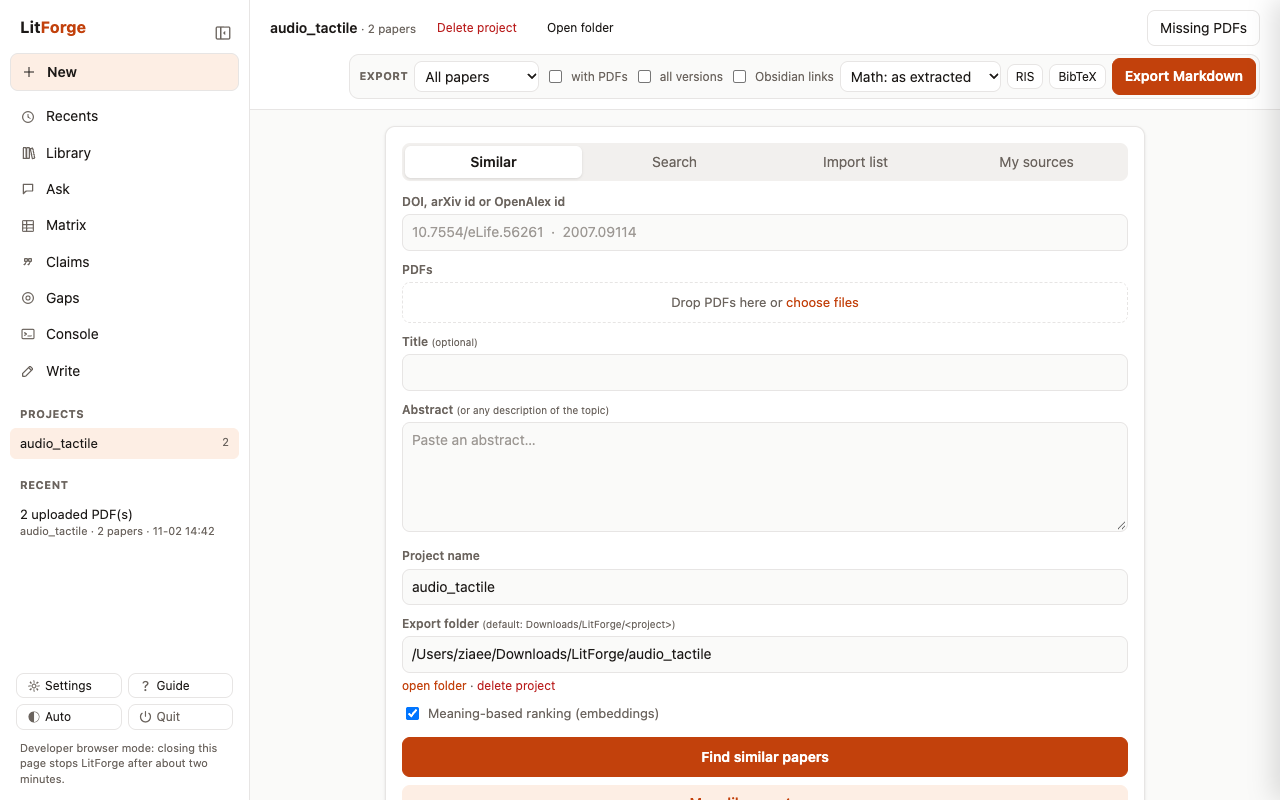 LitForge
New
Recents
Library
Ask
Matrix
Claims
Gaps
Console
Write
PROJECTS
audio_tactile 2
RECENT
2 uploaded PDF(s)
audio_tactile · 2 papers · 11-02 14:42
Settings
? Guide
Auto
Quit
Developer browser mode: closing this
page stops LitForge after about two
minutes.
audio_tactile · 2 papers Delete project Open folder Missing PDFs
EXPORT All papers with PDFs all versions Obsidian links Math: as extracted RIS BibTeX Export Markdown
Similar Search Import list My sources
DOI, arXiv id or OpenAlex id
10.7554/eLife.56261 · 2007.09114
PDFs
Drop PDFs here or choose files
Title (optional)
Abstract (or any description of the topic)
Paste an abstract...
Project name
audio_tactile
Export folder (default: Downloads/LitForge/<project>)
/Users/ziaee/Downloads/LitForge/audio_tactile
open folder · delete project
Meaning-based ranking (embeddings)
Find similar papers